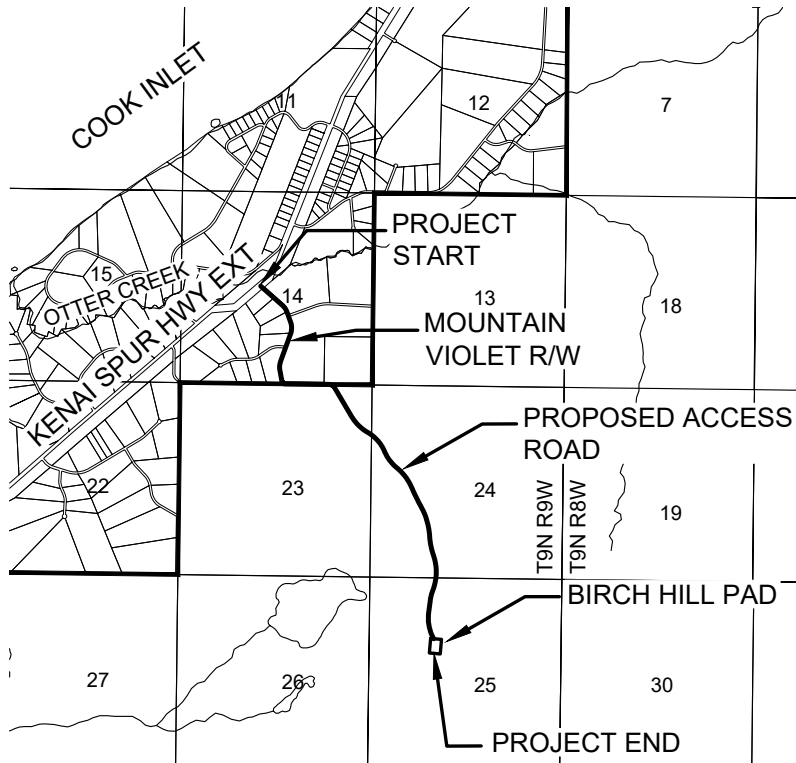 COOK INLET
11
12
7
PROJECT
START
15
OTTER CREEK
KENAI SPUR HWY EXT
14
13
18
MOUNTAIN
VIOLET R/W
PROPOSED ACCESS
ROAD
22
23
24
T9N R9W
T9N R8W
19
BIRCH HILL PAD
27
26
25
30
PROJECT END